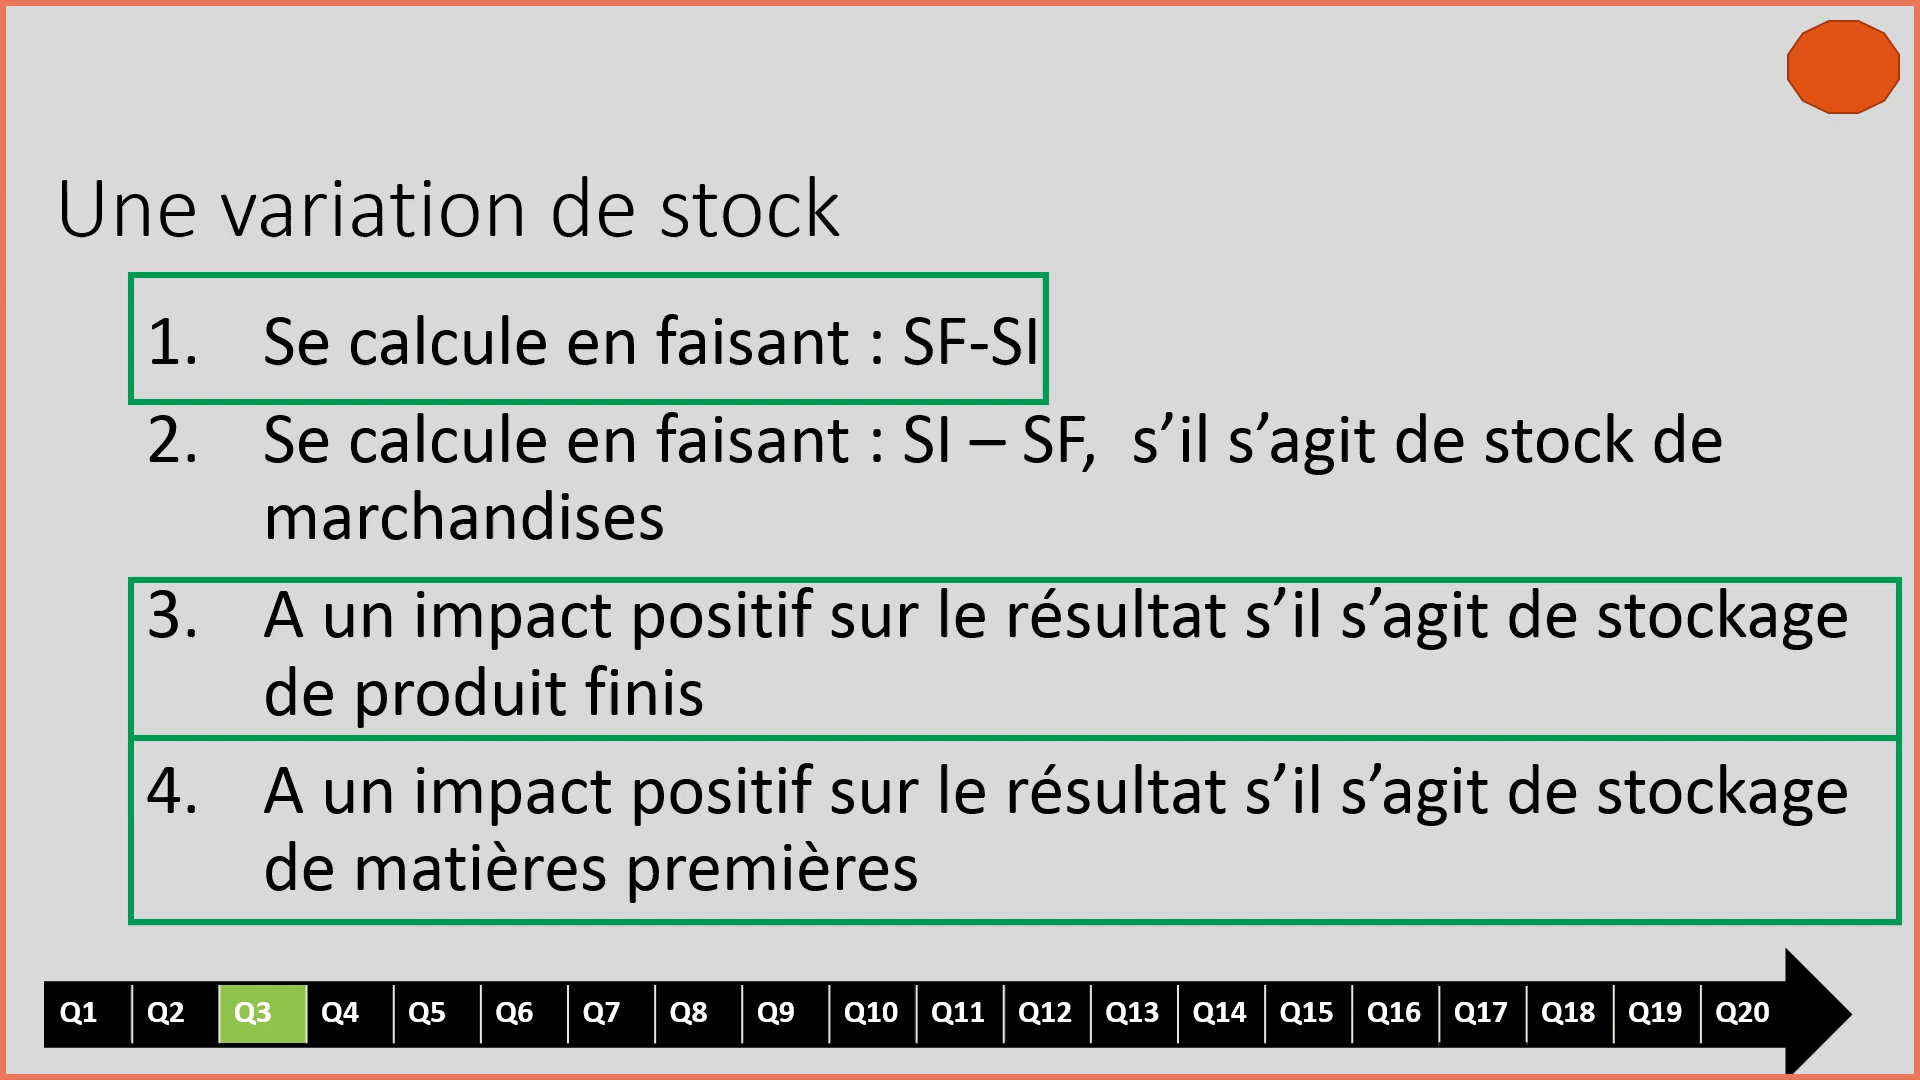 Une variation de stock
1. Se calcule en faisant : SF-SI
2. Se calcule en faisant : SI – SF, s’il s’agit de stock de
marchandises
3. A un impact positif sur le résultat s’il s’agit de stockage
de produit finis
4. A un impact positif sur le résultat s’il s’agit de stockage
de matières premières
Q1 Q2 Q3 Q4 Q5 Q6 Q7 Q8 Q9 Q10 Q11 Q12 Q13 Q14 Q15 Q16 Q17 Q18 Q19 Q20